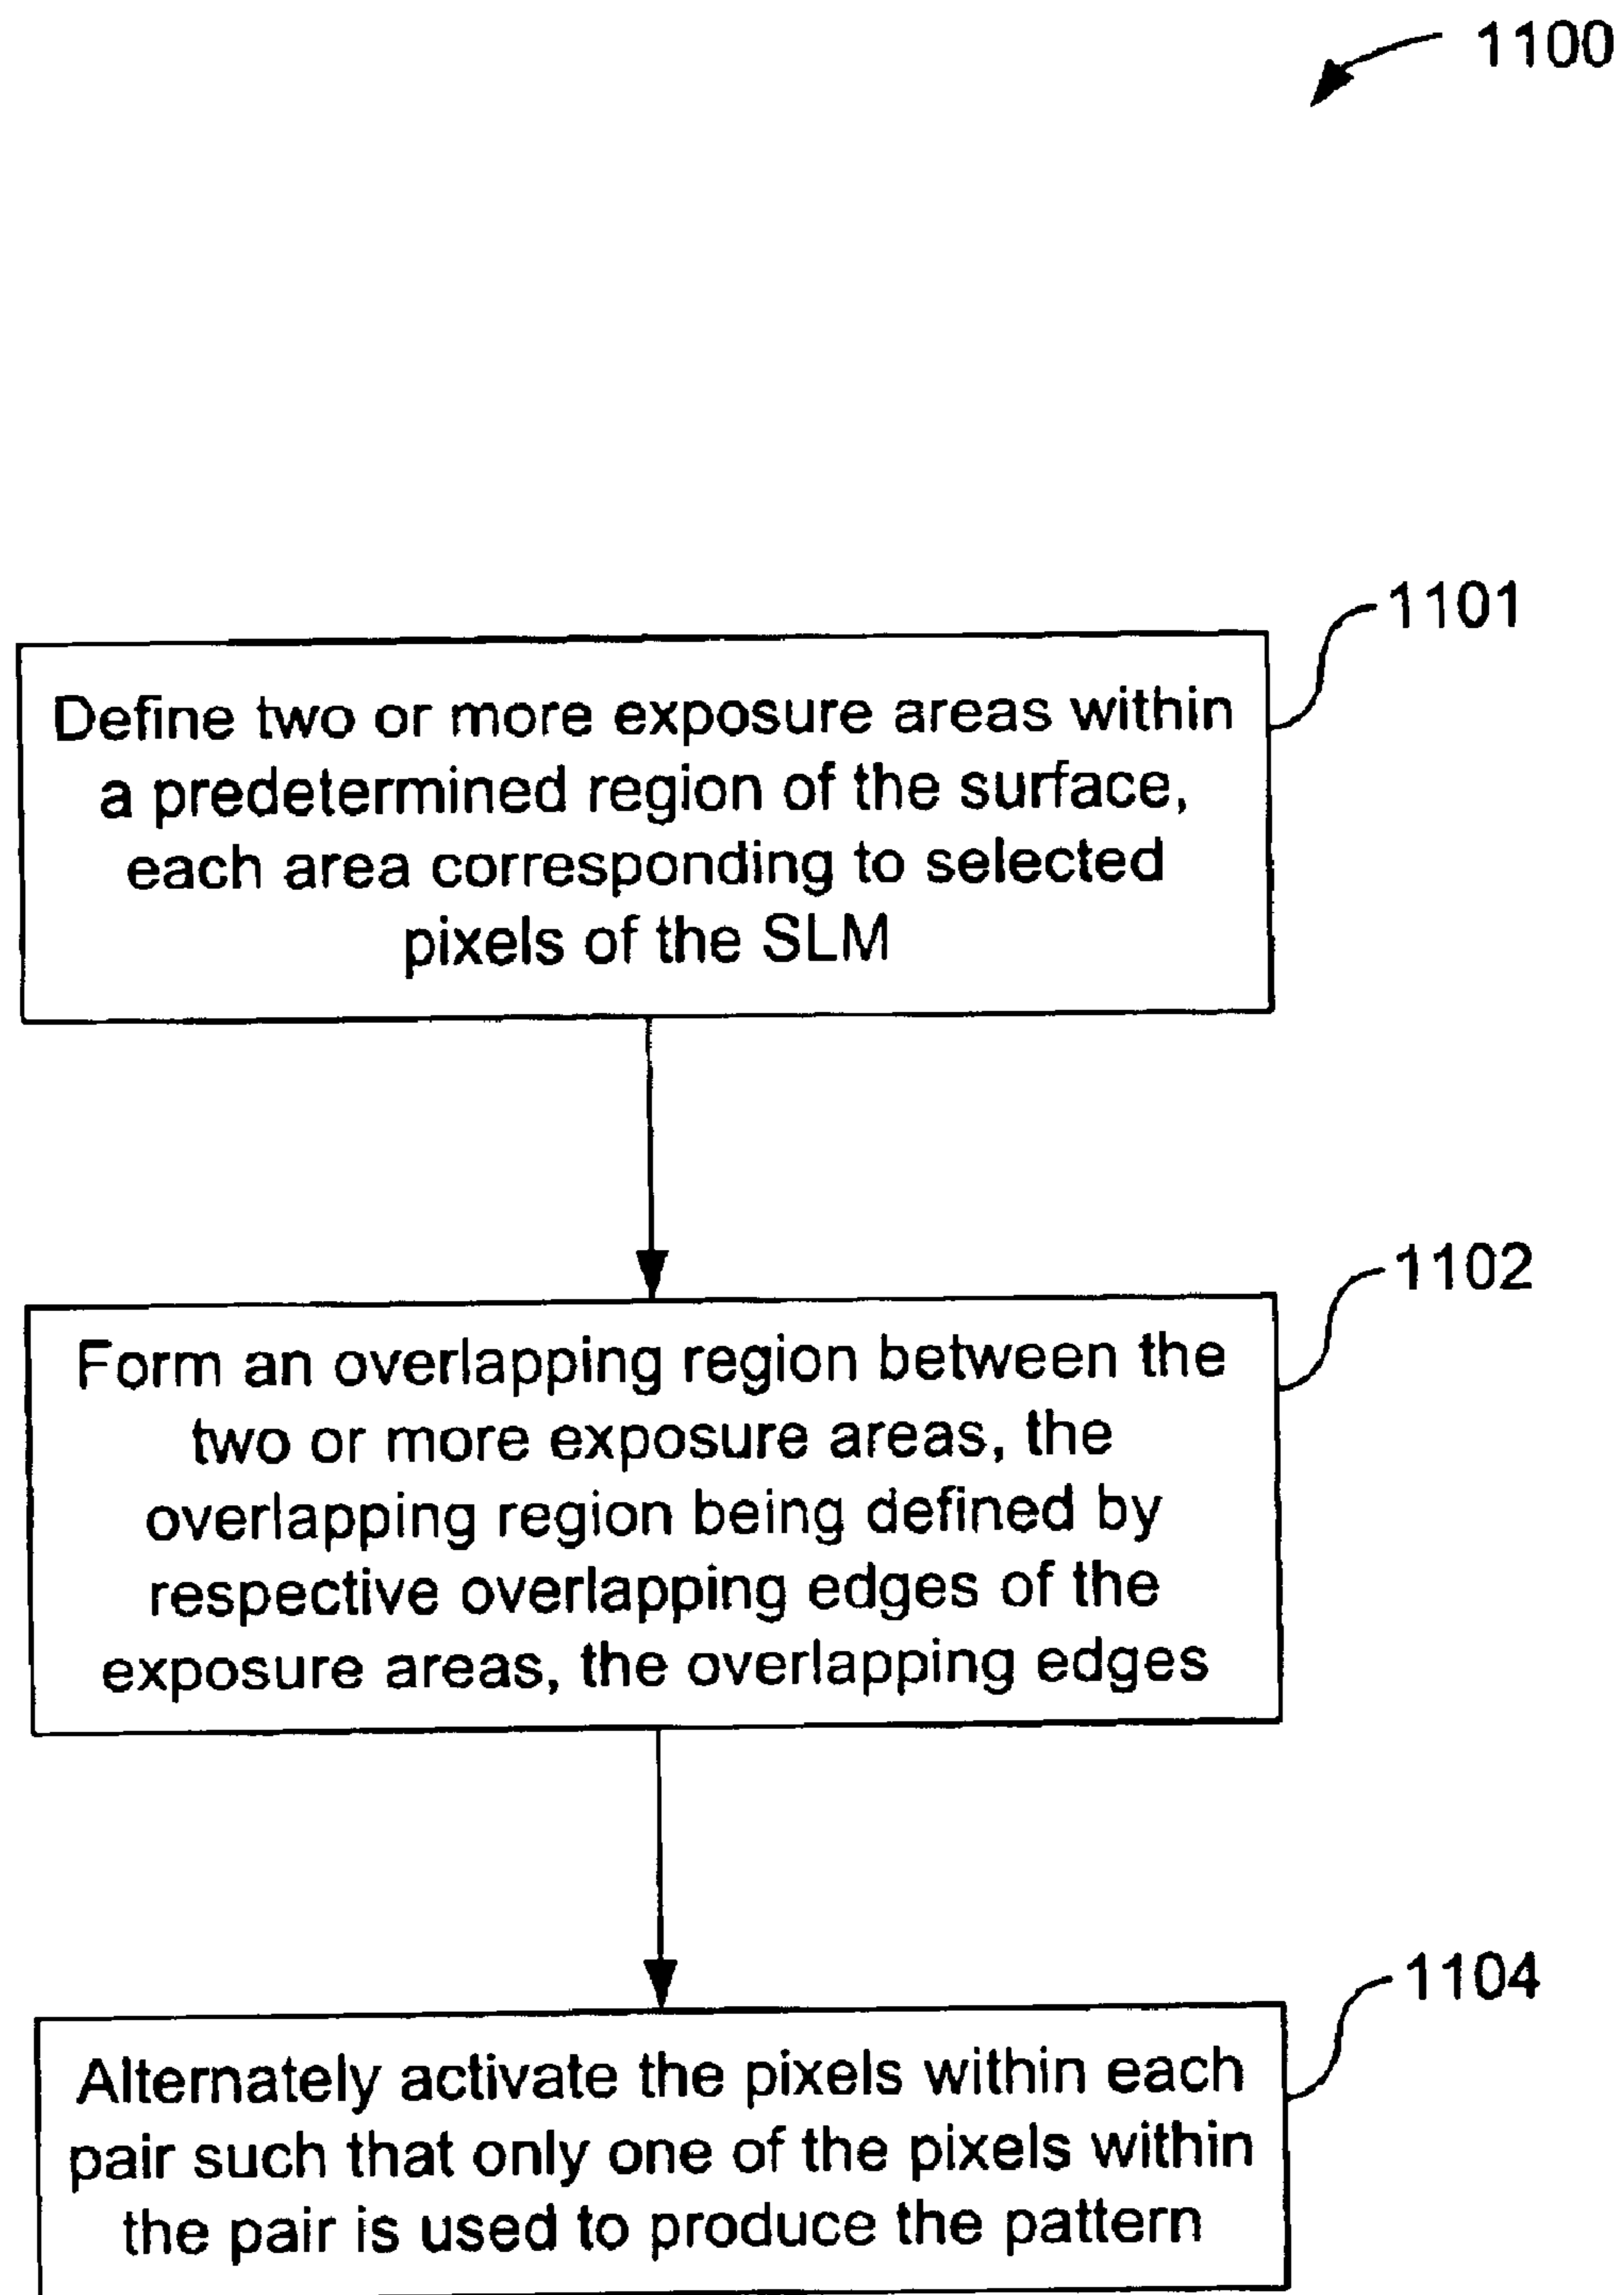 1100
1101
Define two or more exposure areas within
a predetermined region of the surface,
each area corresponding to selected
pixels of the SLM
1102
Form an overlapping region between the
two or more exposure areas, the
overlapping region being defined by
respective overlapping edges of the
exposure areas, the overlapping edges
1104
Alternately activate the pixels within each
pair such that only one of the pixels within
the pair is used to produce the pattern